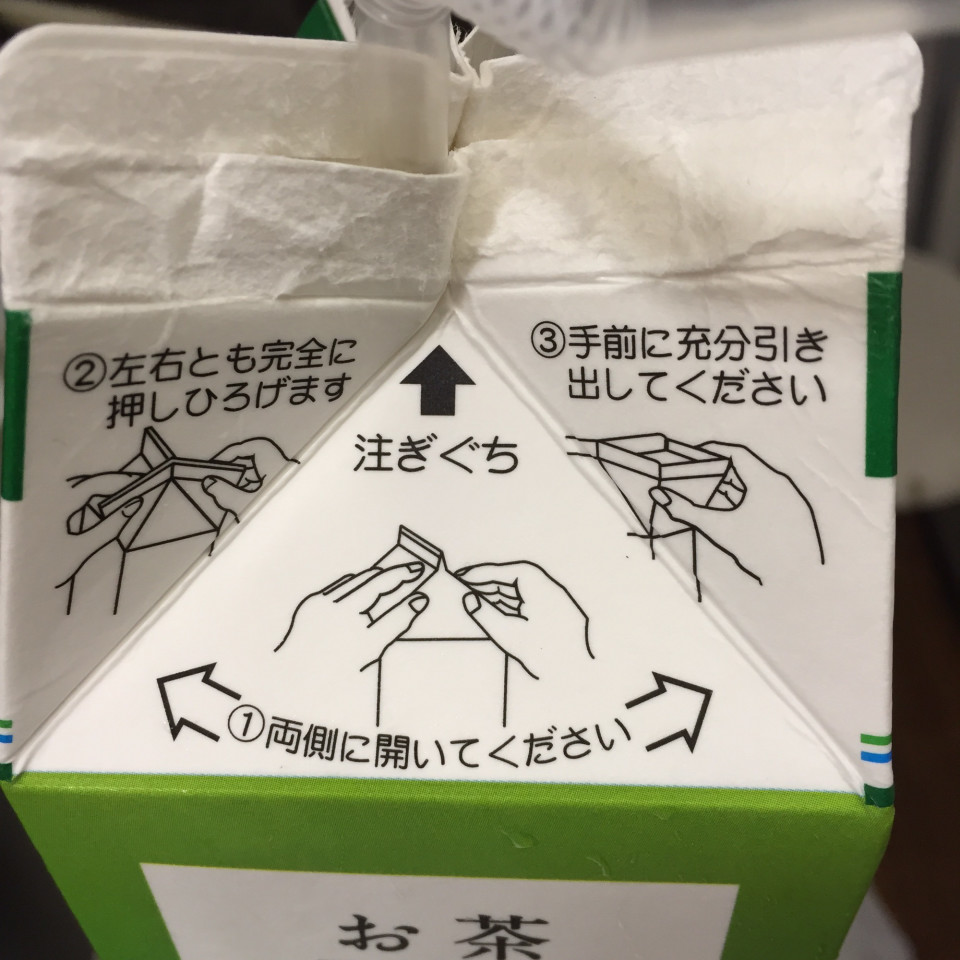 ②左右とも完全に
押しひろげます
③手前に充分引き
出してください
注ぎぐち
①両側に開いてください
お茶